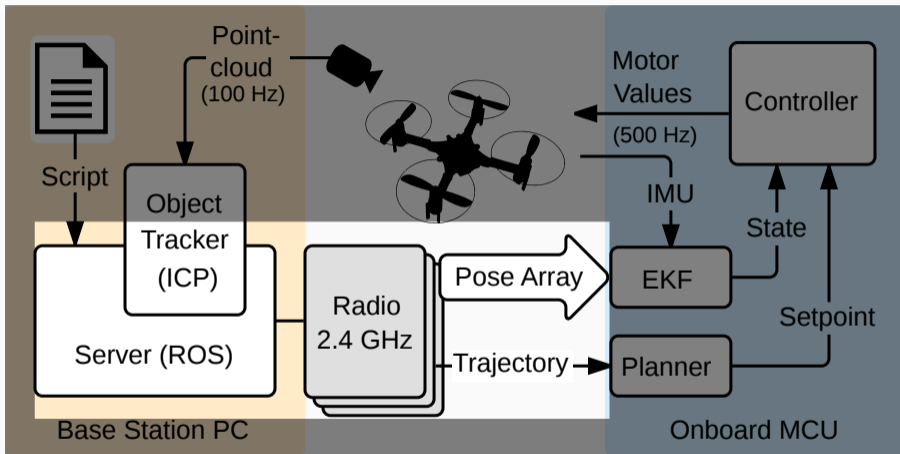 Point-
cloud
(100 Hz)
Script
Object
Tracker
(ICP)
Server (ROS)
Base Station PC
Radio
2.4 GHz
Pose Array
Trajectory
Motor
Values
(500 Hz)
IMU
Controller
State
EKF
Setpoint
Planner
Onboard MCU